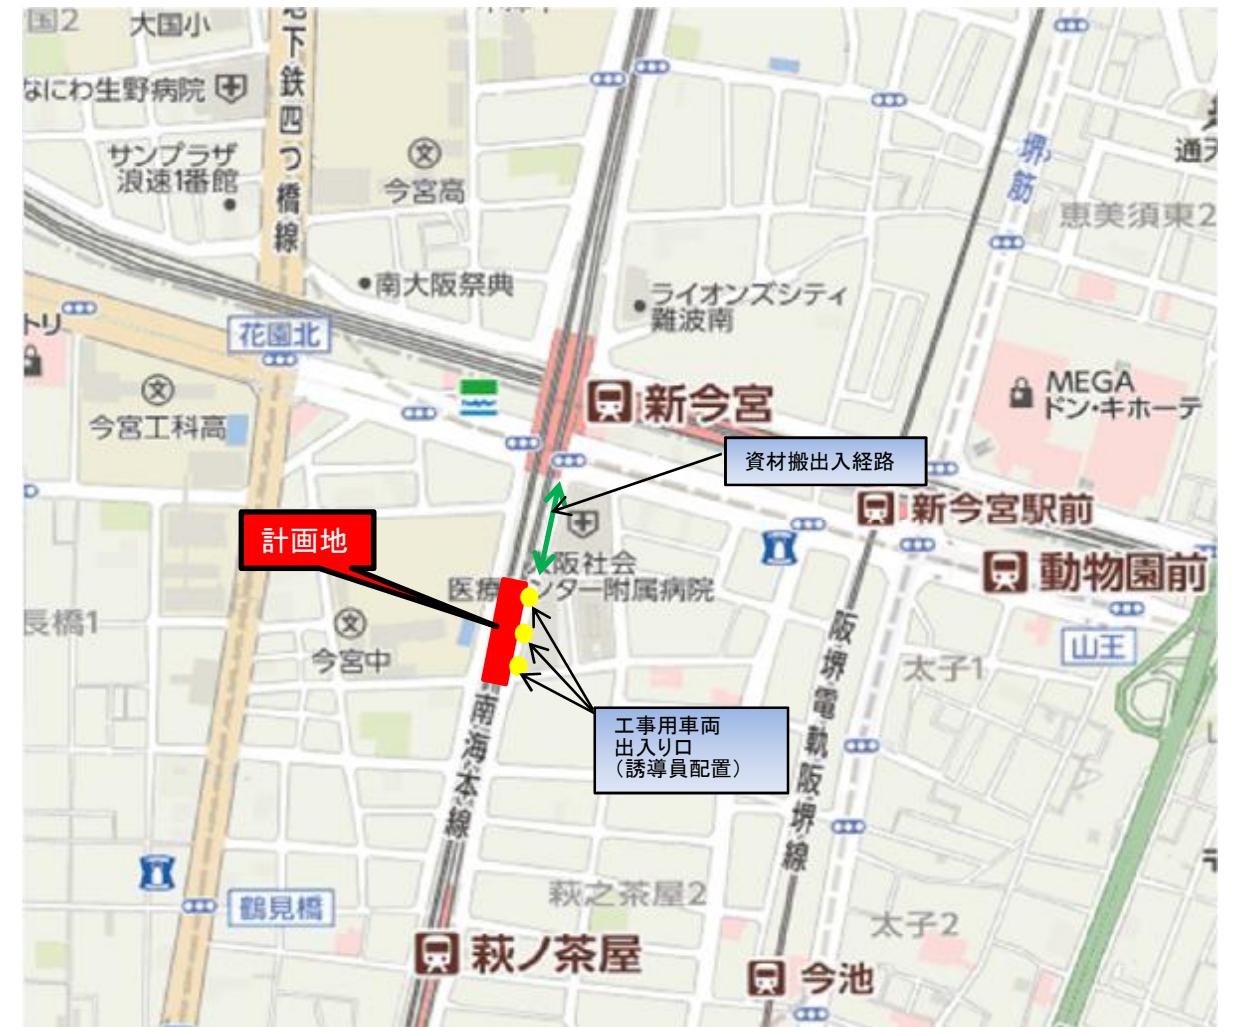 国2
大国小
地下鉄四つ橋線
なにわ生野病院
サンプラザ
浪速1番館
今宮高
堺筋
通天
恵美須東2
南大阪祭典
ライオンズシティ
難波南
トリ
花園北
今宮工科高
新今宮
MEGA
ドン・キホーテ
資材搬出入経路
新今宮駅前
動物園前
計画地
大阪社会
医療センター附属病院
長橋1
今宮中
山王
太子1
工事用車両
出入り口
（誘導員配置）
南海本線
阪堺電軌阪堺線
萩之茶屋2
太子2
鶴見橋
萩ノ茶屋
今池